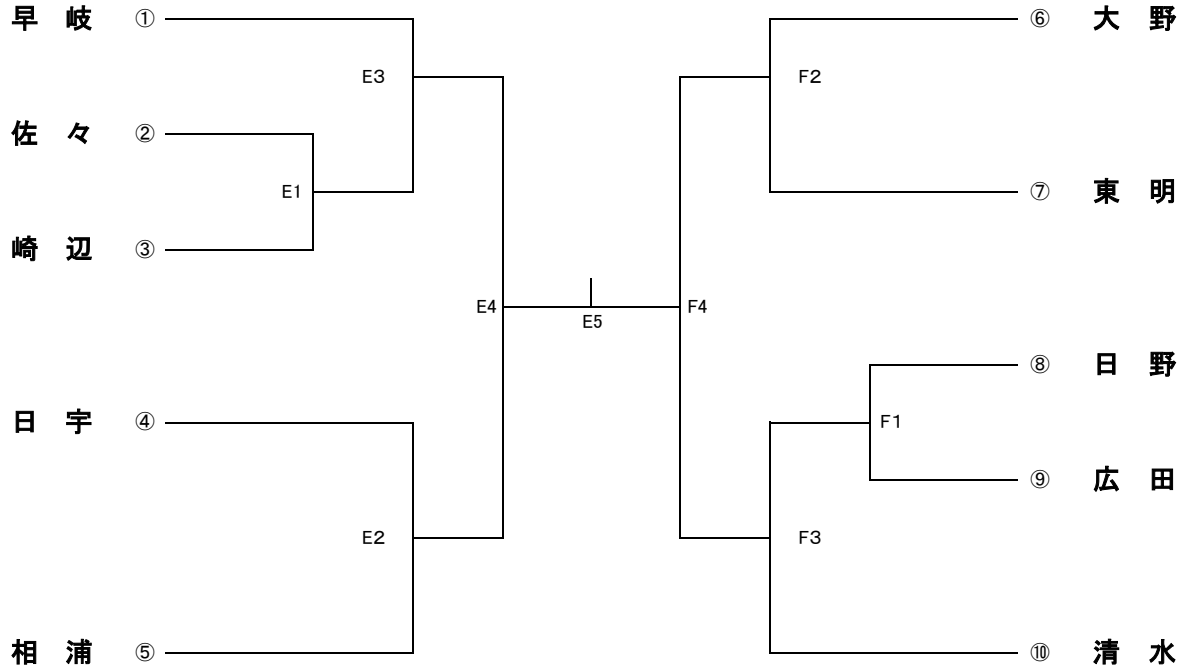 早 岐 ① ⑥ 大 野
E3 F2
佐 々 ②
E1 ⑦ 東 明
崎 辺 ③
E4 F4
E5
⑧ 日 野
日 宇 ④ F1
⑨ 広 田
E2 F3
相 浦 ⑤ ⑩ 清 水